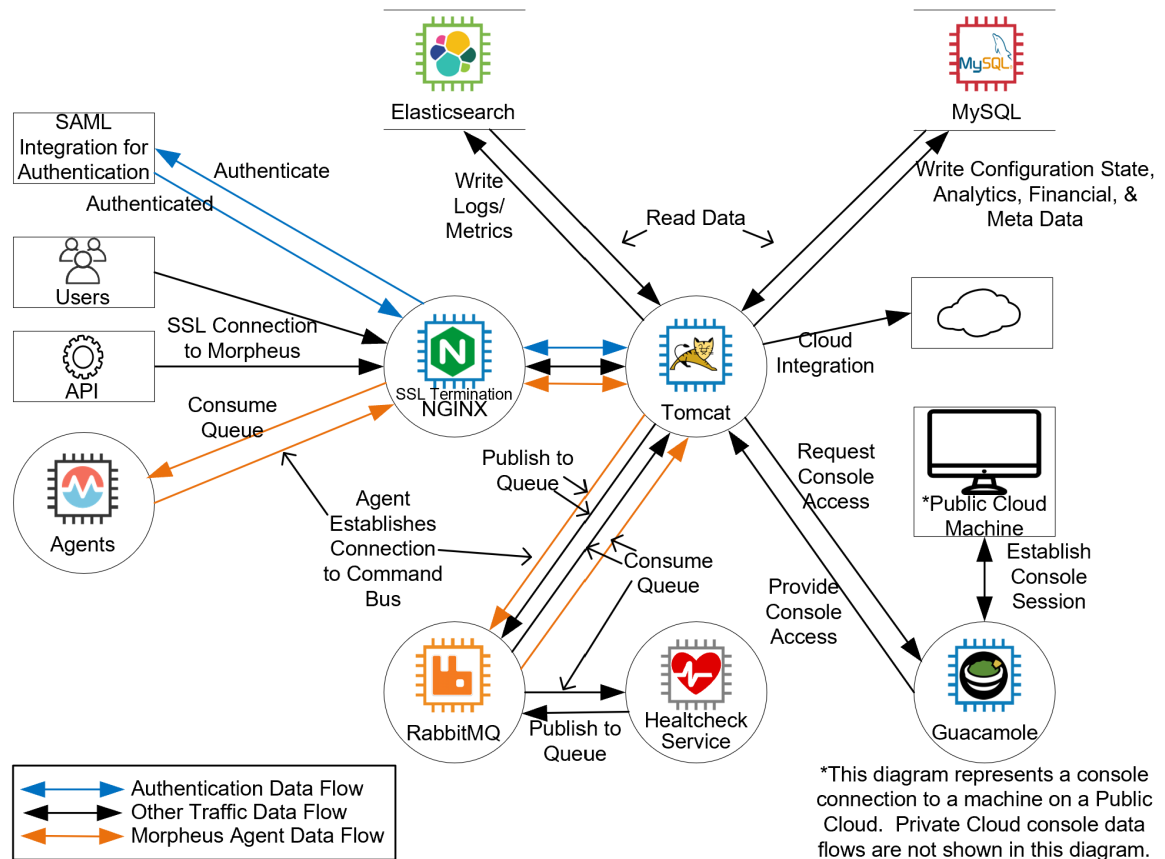 MySQL
Elasticsearch
MySQL
SAML
Integration for
Authentication
Authenticate
Authenticated
Write
Logs/
Metrics
Read Data
Write Configuration State,
Analytics, Financial, &
Meta Data
Users
SSL Connection
to Morpheus
API
N
SSL Termination
NGINX
Tomcat
Cloud
Integration
Consume
Queue
Agents
Publish to
Queue
Agent
Establishes
Connection
to Command
Bus
Consume
Queue
Request
Console
Access
*Public Cloud
Machine
Establish
Console
Session
Provide
Console
Access
RabbitMQ
Healtcheck
Service
Publish to
Queue
Guacamole
Authentication Data Flow
Other Traffic Data Flow
Morpheus Agent Data Flow
*This diagram represents a console
connection to a machine on a Public
Cloud. Private Cloud console data
flows are not shown in this diagram.